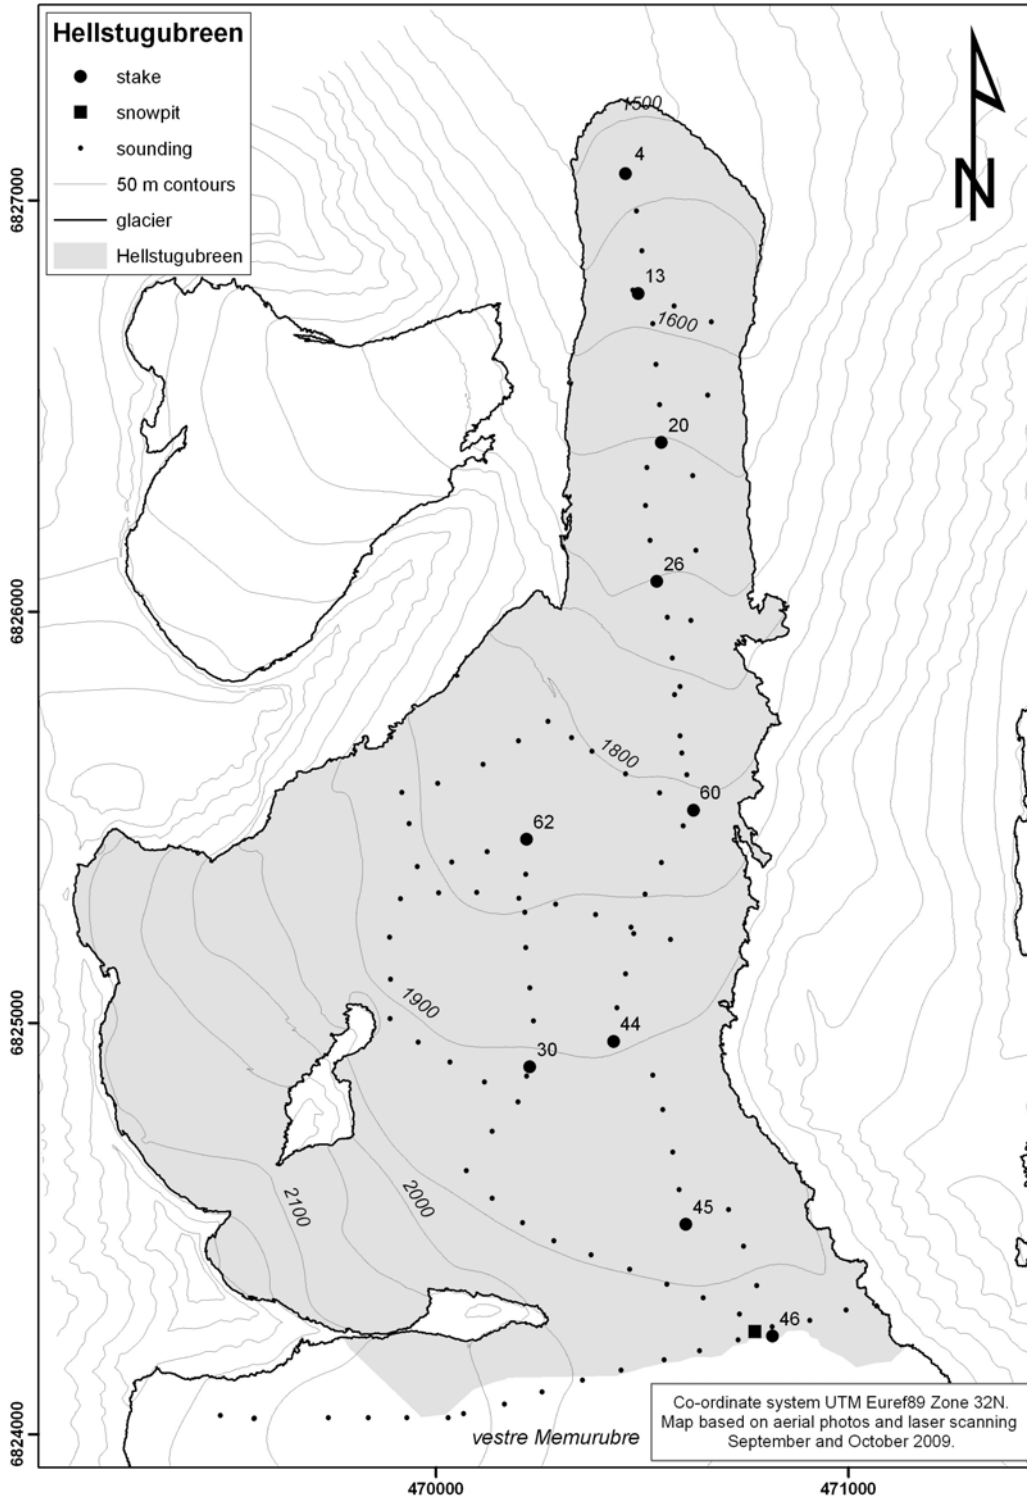 Hellstugubreen
stake
snowpit
sounding
50 m contours
glacier
Hellstugubreen
N
1500
4
6827000
13
1600
20
26
6826000
1800
60
62
1900
6825000
44
30
2100
2000
45
46
Co-ordinate system UTM Euref89 Zone 32N.
Map based on aerial photos and laser scanning
September and October 2009.
vestre Memurubre
6824000
470000
471000